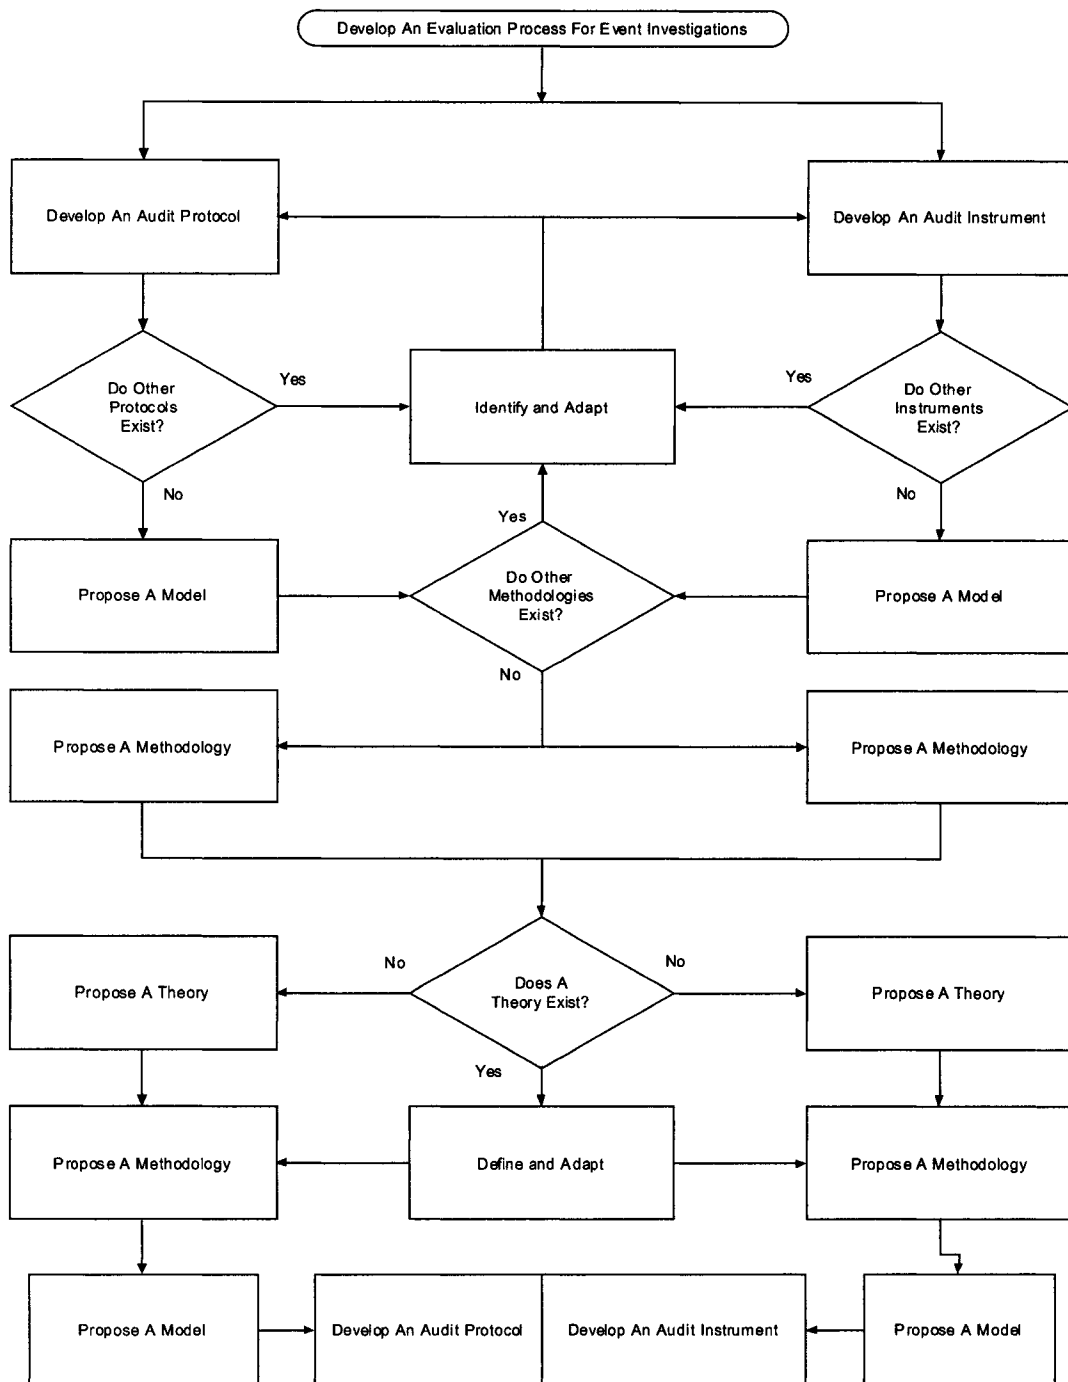 Develop An Evaluation Process For Event Investigations
Develop An Audit Protocol
Develop An Audit Instrument
Do Other
Protocols
Exist?
Yes
Identify and Adapt
Yes
Do Other
Instruments
Exist?
No
No
Propose A Model
Yes
Do Other
Methodologies
Exist?
Propose A Model
No
Propose A Methodology
Propose A Methodology
Propose A Theory
No
Does A
Theory Exist?
No
Propose A Theory
Yes
Propose A Methodology
Define and Adapt
Propose A Methodology
Propose A Model
Develop An Audit Protocol
Develop An Audit Instrument
Propose A Model